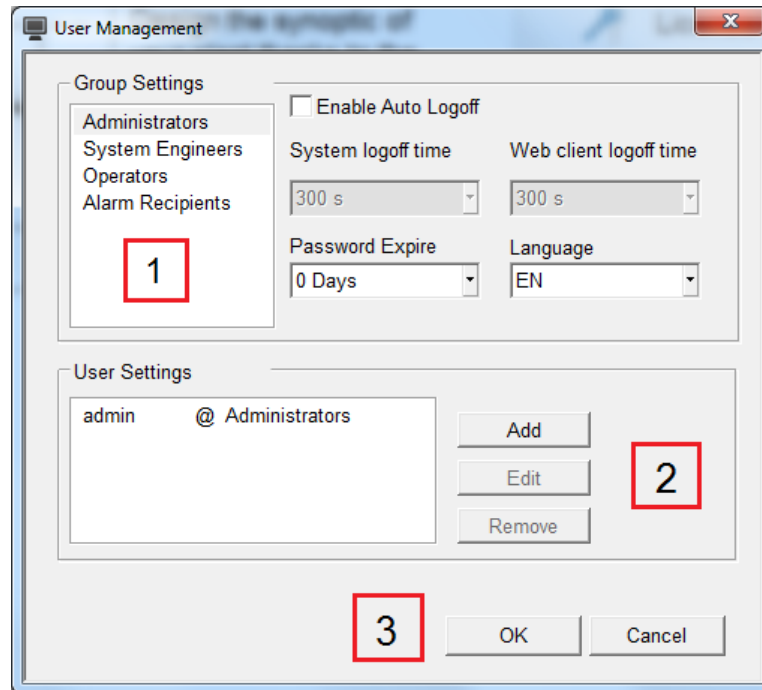 User Management
Group Settings
Administrators
System Engineers
Operators
Alarm Recipients
1
Enable Auto Logoff
System logoff time
Web client logoff time
300 s
300 s
Password Expire
Language
0 Days
EN
User Settings
admin @ Administrators
Add
Edit
Remove
2
3
OK
Cancel